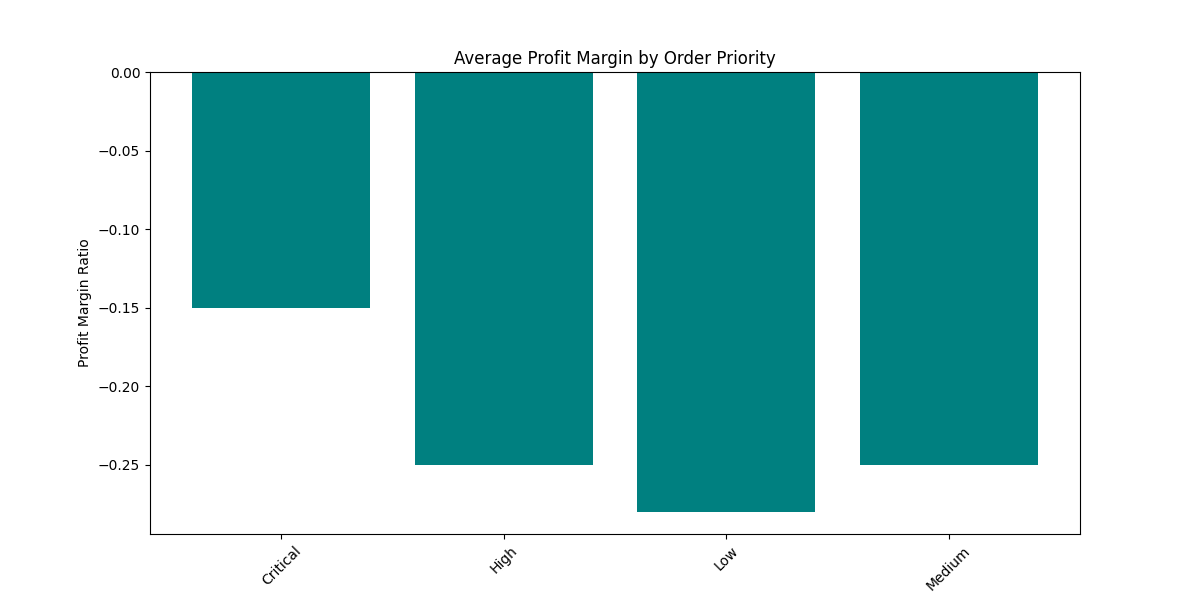 Average Profit Margin by Order Priority
0.00
−0.05
−0.10
−0.15
−0.20
−0.25
Profit Margin Ratio
Critical
High
Low
Medium